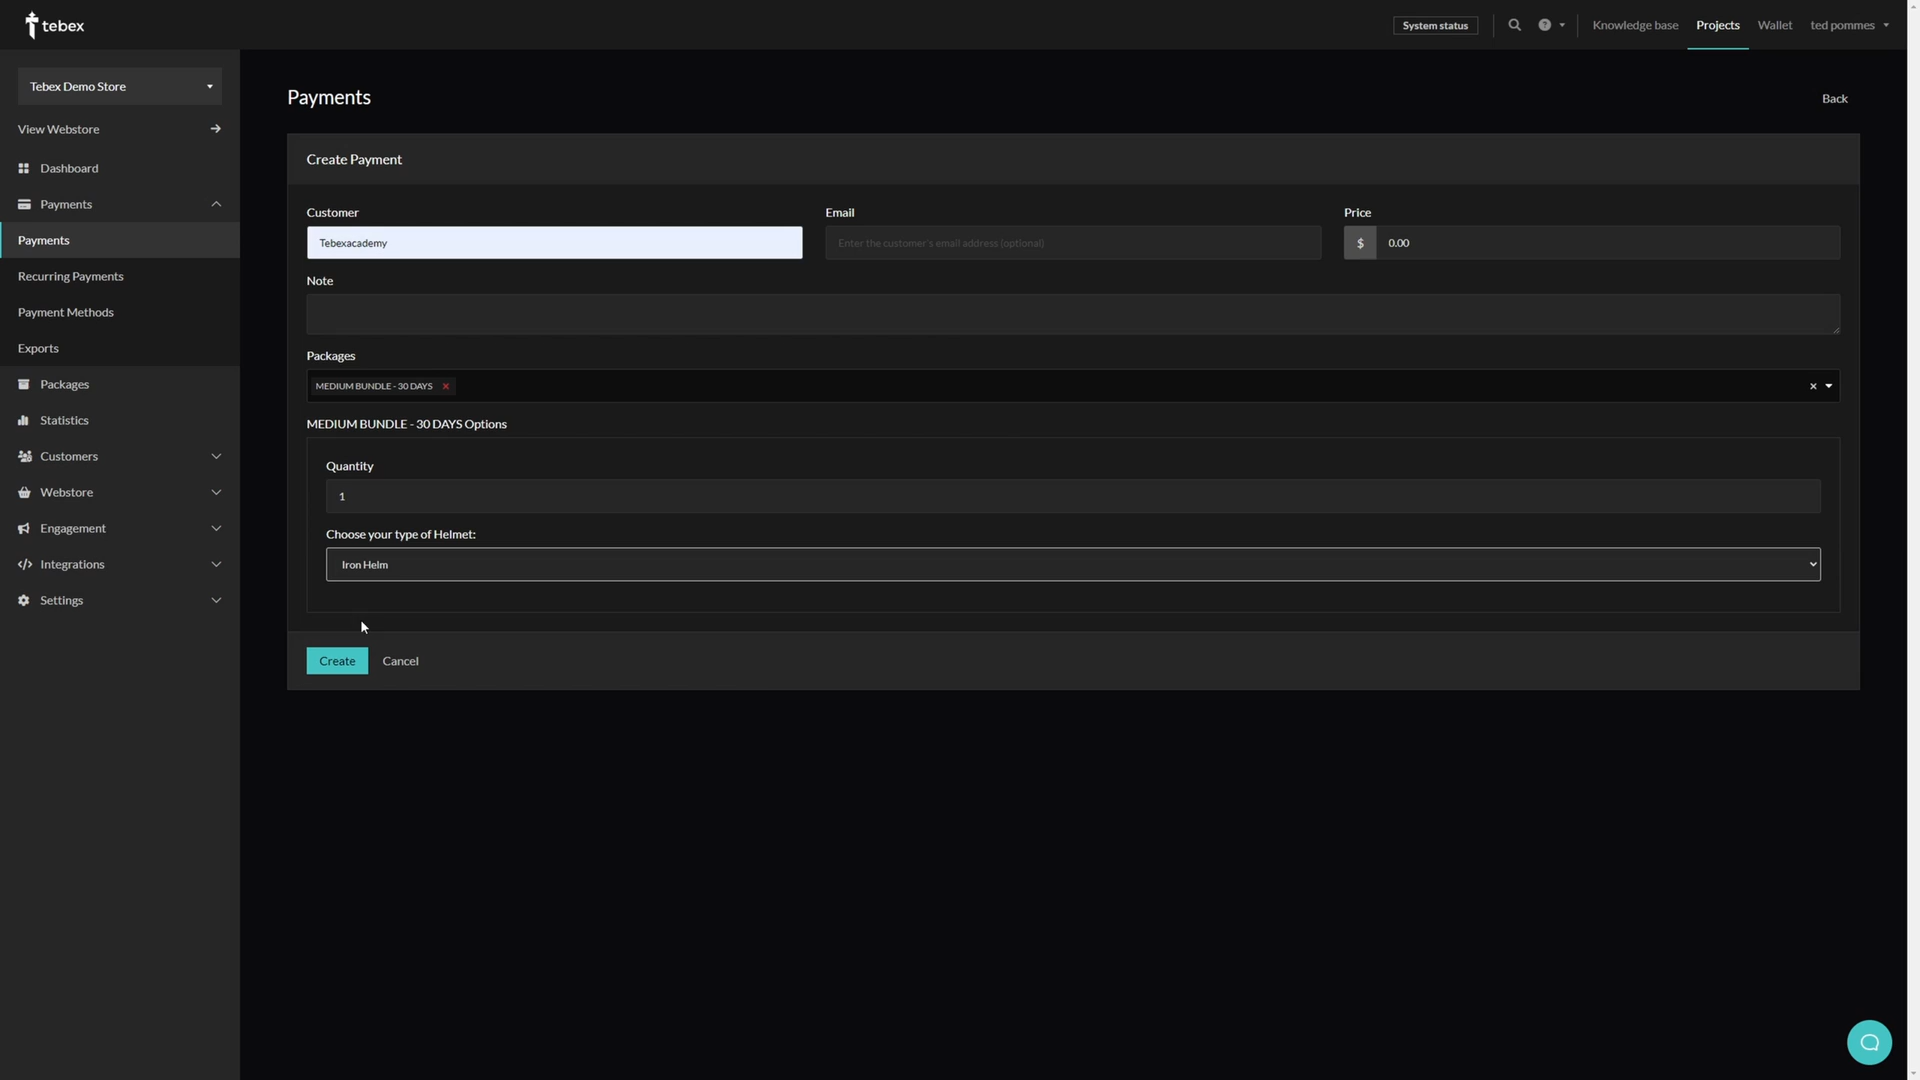 tebex
System status
Knowledge base
Projects
Wallet
ted pommes
Tebex Demo Store
View Webstore
Dashboard
Payments
Payments
Recurring Payments
Payment Methods
Exports
Packages
Statistics
Customers
Webstore
Engagement
Integrations
Settings
Payments
Back
Create Payment
Customer
Email
Price
Tebexacademy
Enter the customer's email address (optional)
$ 0.00
Note
Packages
MEDIUM BUNDLE - 30 DAYS
MEDIUM BUNDLE - 30 DAYS Options
Quantity
1
Choose your type of Helmet:
Iron Helm
Create
Cancel